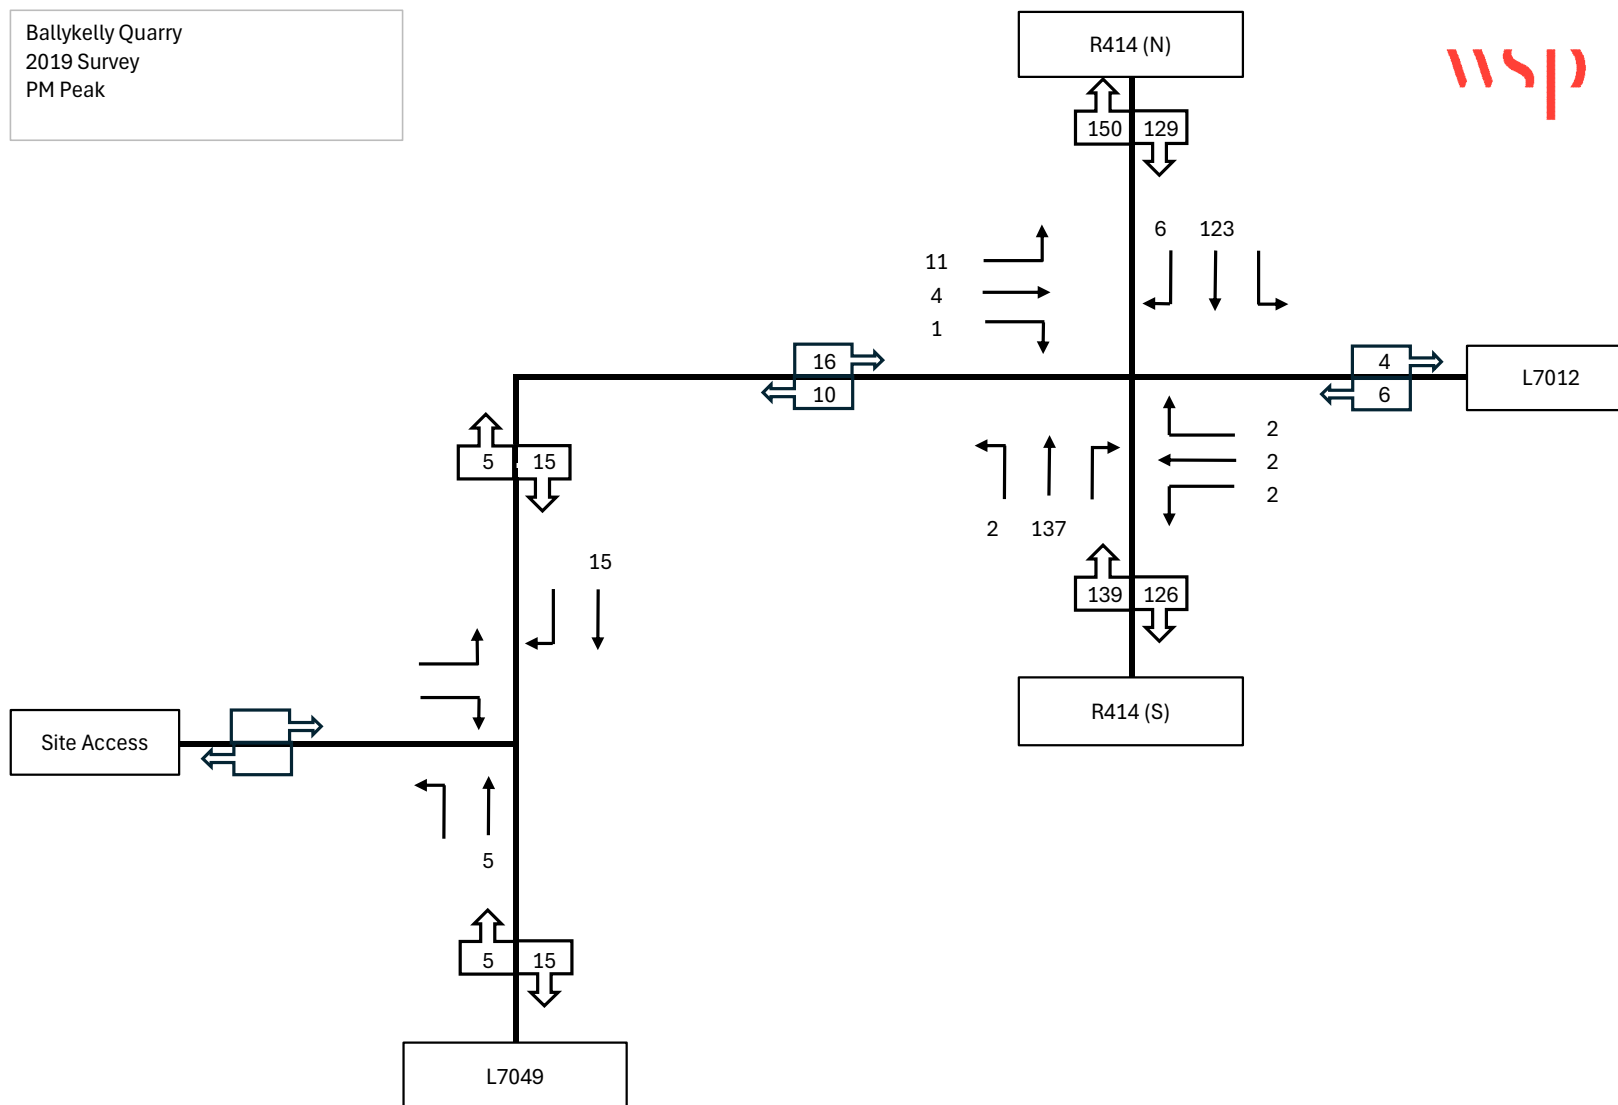 Ballykelly Quarry
2019 Survey
PM Peak
R414 (N)
wsp
150 129
6 123
11
4
1
16
10
4
6
L7012
5 15
2
2
2
2 137
15
139 126
R414 (S)
Site Access
5
5 15
L7049